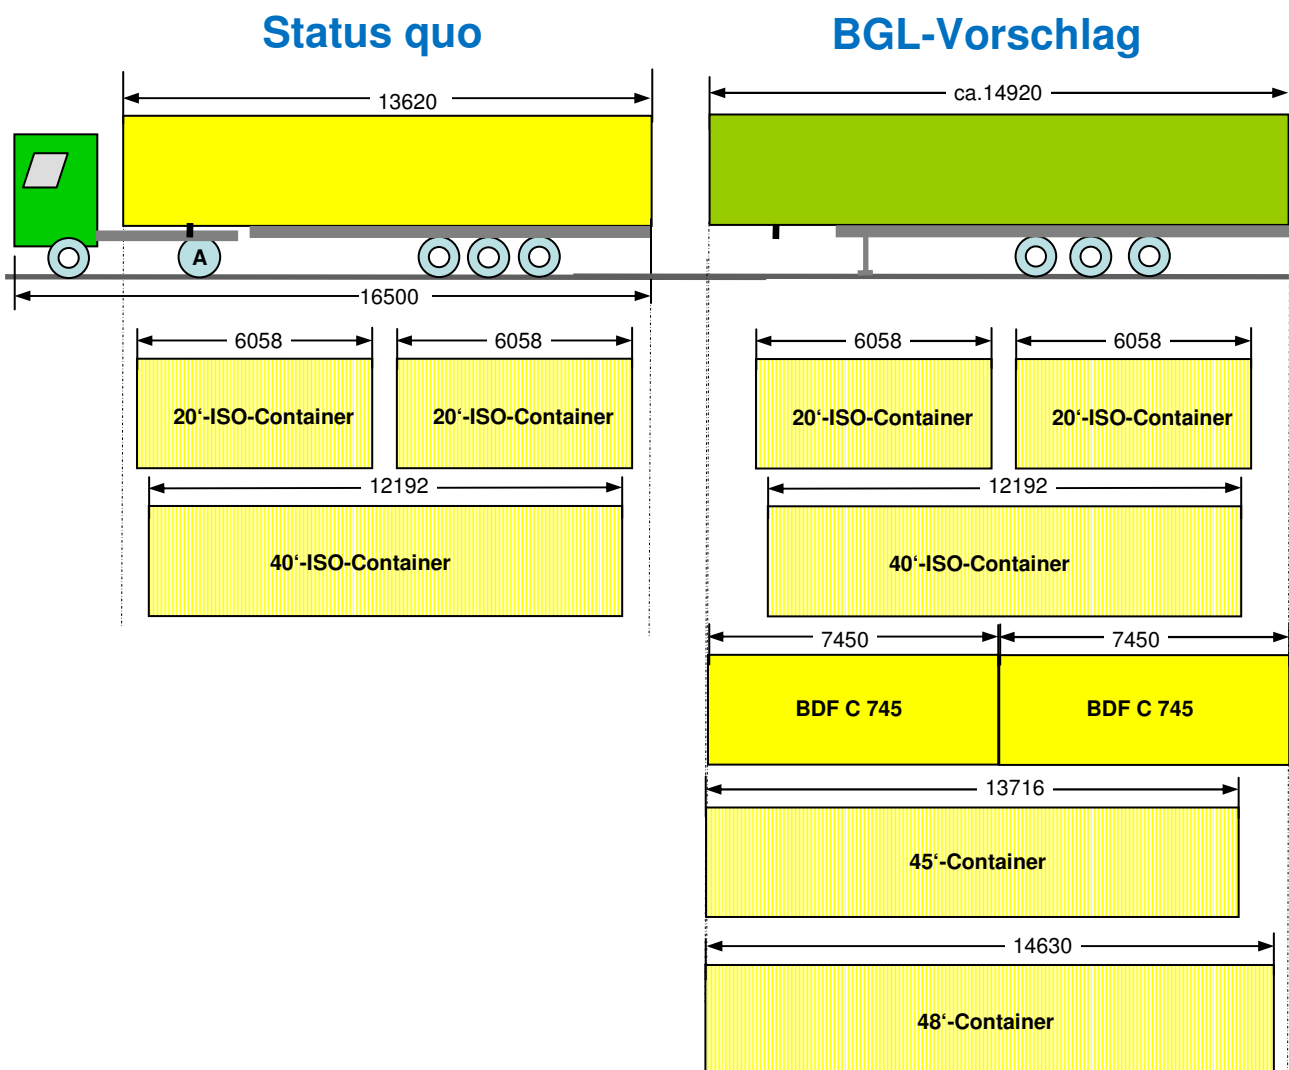 Status quo
BGL-Vorschlag
13620
ca.14920
A
16500
6058
6058
6058
6058
20‘-ISO-Container
20‘-ISO-Container
20‘-ISO-Container
20‘-ISO-Container
12192
12192
40‘-ISO-Container
40‘-ISO-Container
7450
7450
BDF C 745
BDF C 745
13716
45‘-Container
14630
48‘-Container